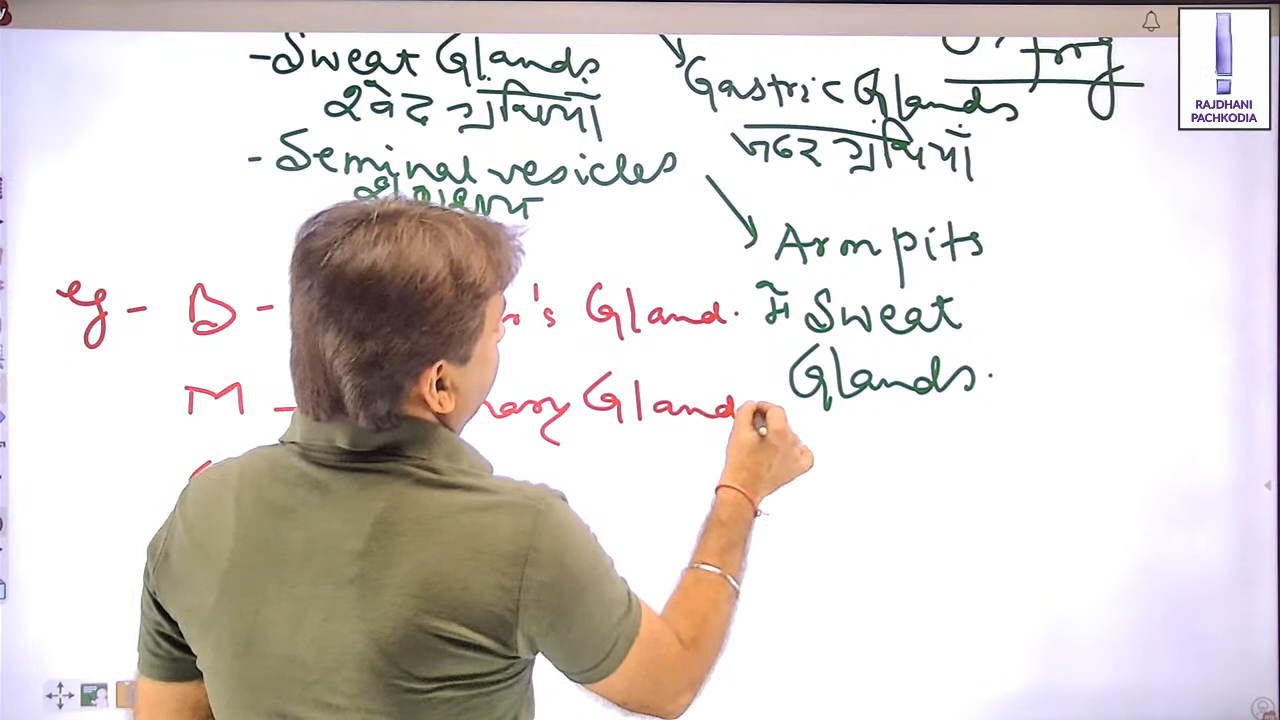 -Sweat Glands
स्वेद ग्रंथियाँ
-Seminal vesicles
Gastric Glands
जठर ग्रंथियाँ
Armpits
में Sweat
Glands.
eg - B - 's Gland.
M - Gland
RAJDHANI
PACHKODIA